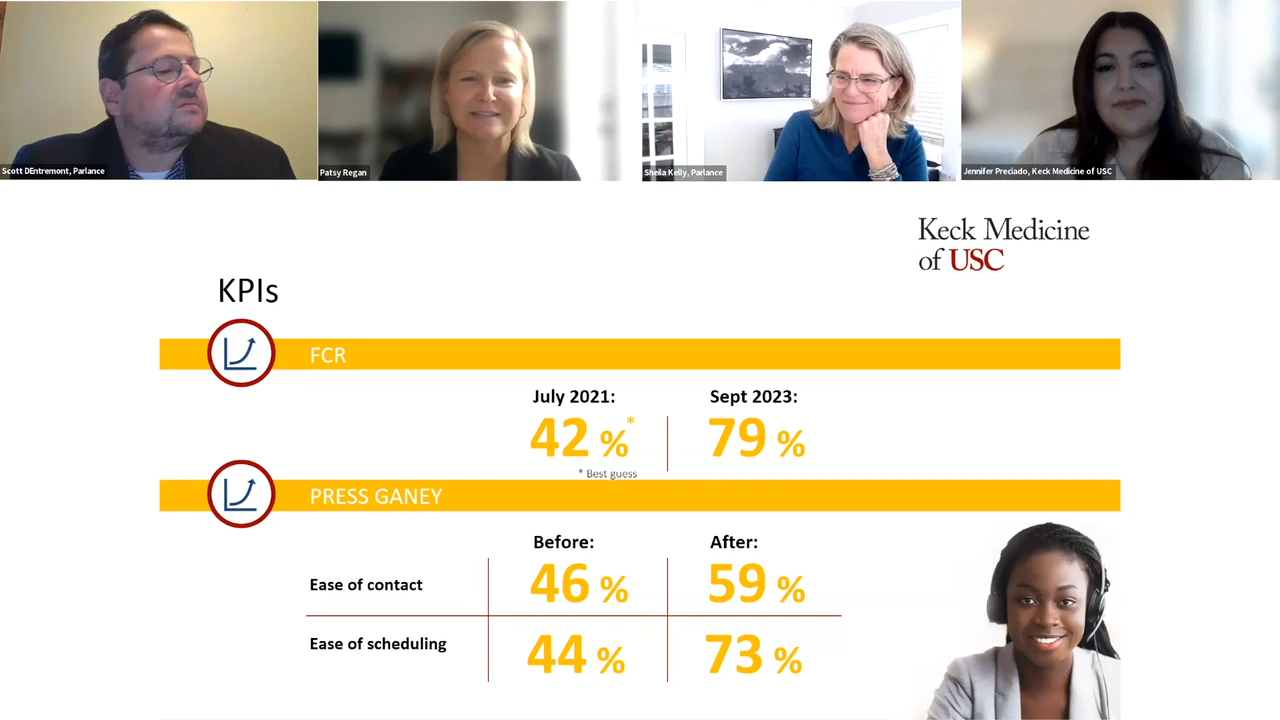 Scott DEntremont, Parlance
Patsy Regan
Sheila Kelly, Parlance
Jennifer Preciado, Keck Medicine of USC
Keck Medicine
of USC
KPIs
FCR
July 2021:
Sept 2023:
42 %*
79 %
* Best guess
PRESS GANEY
Before:
After:
Ease of contact
46 %
59 %
Ease of scheduling
44 %
73 %